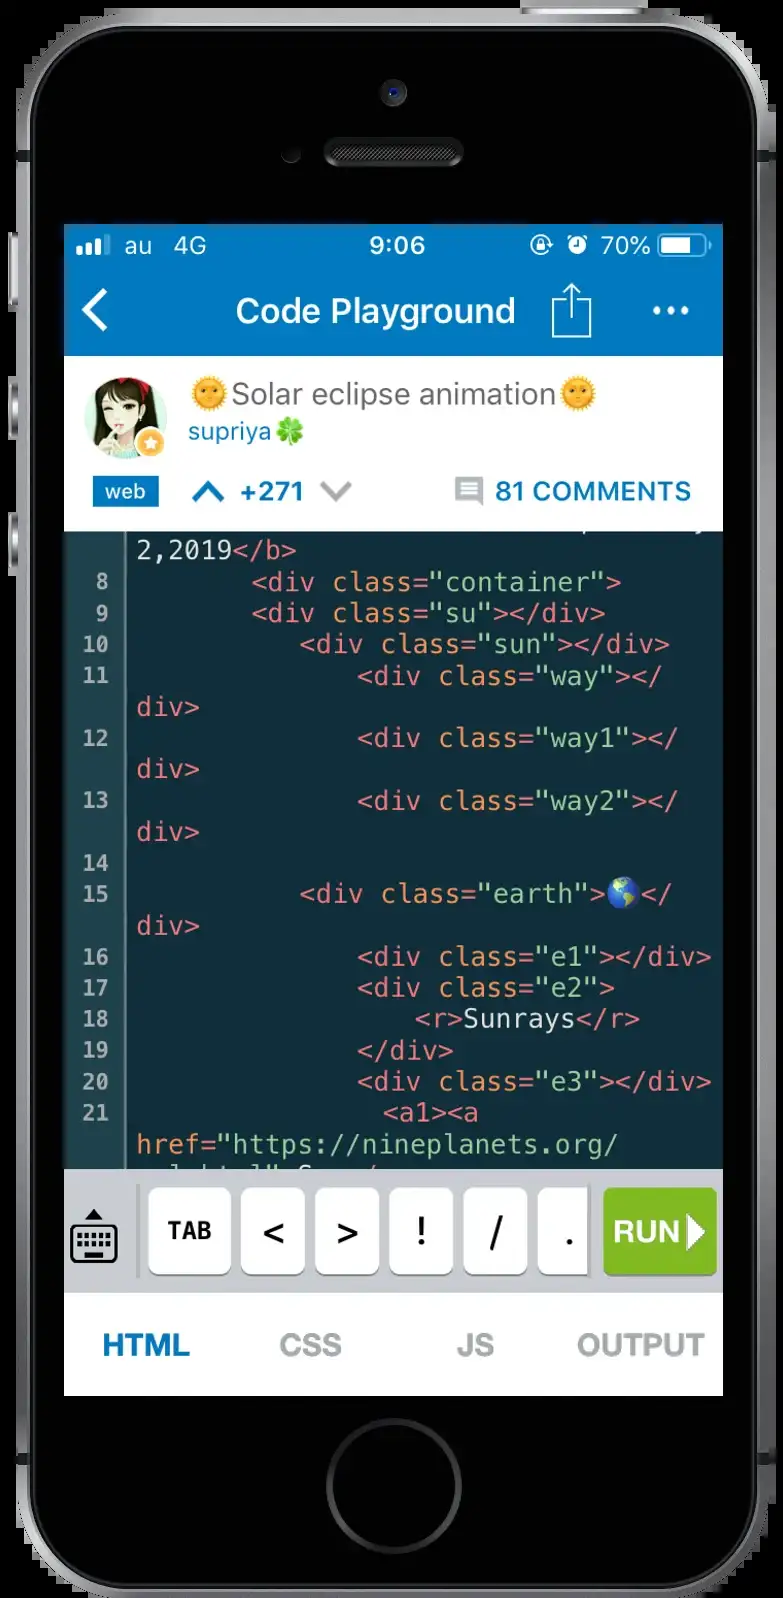 au 4G 9:06 70%
Code Playground
🌞Solar eclipse animation🌞
supriya🍀
web +271 81 COMMENTS
2,2019</b>
8 <div class="container">
9 <div class="su"></div>
10 <div class="sun"></div>
11 <div class="way"></
div>
12 <div class="way1"></
div>
13 <div class="way2"></
div>
14
15 <div class="earth">🌎</
div>
16 <div class="e1"></div>
17 <div class="e2">
18 <r>Sunrays</r>
19 </div>
20 <div class="e3"></div>
21 <a1><a
href="https://nineplanets.org/
TAB < > ! / . RUN
HTML CSS JS OUTPUT